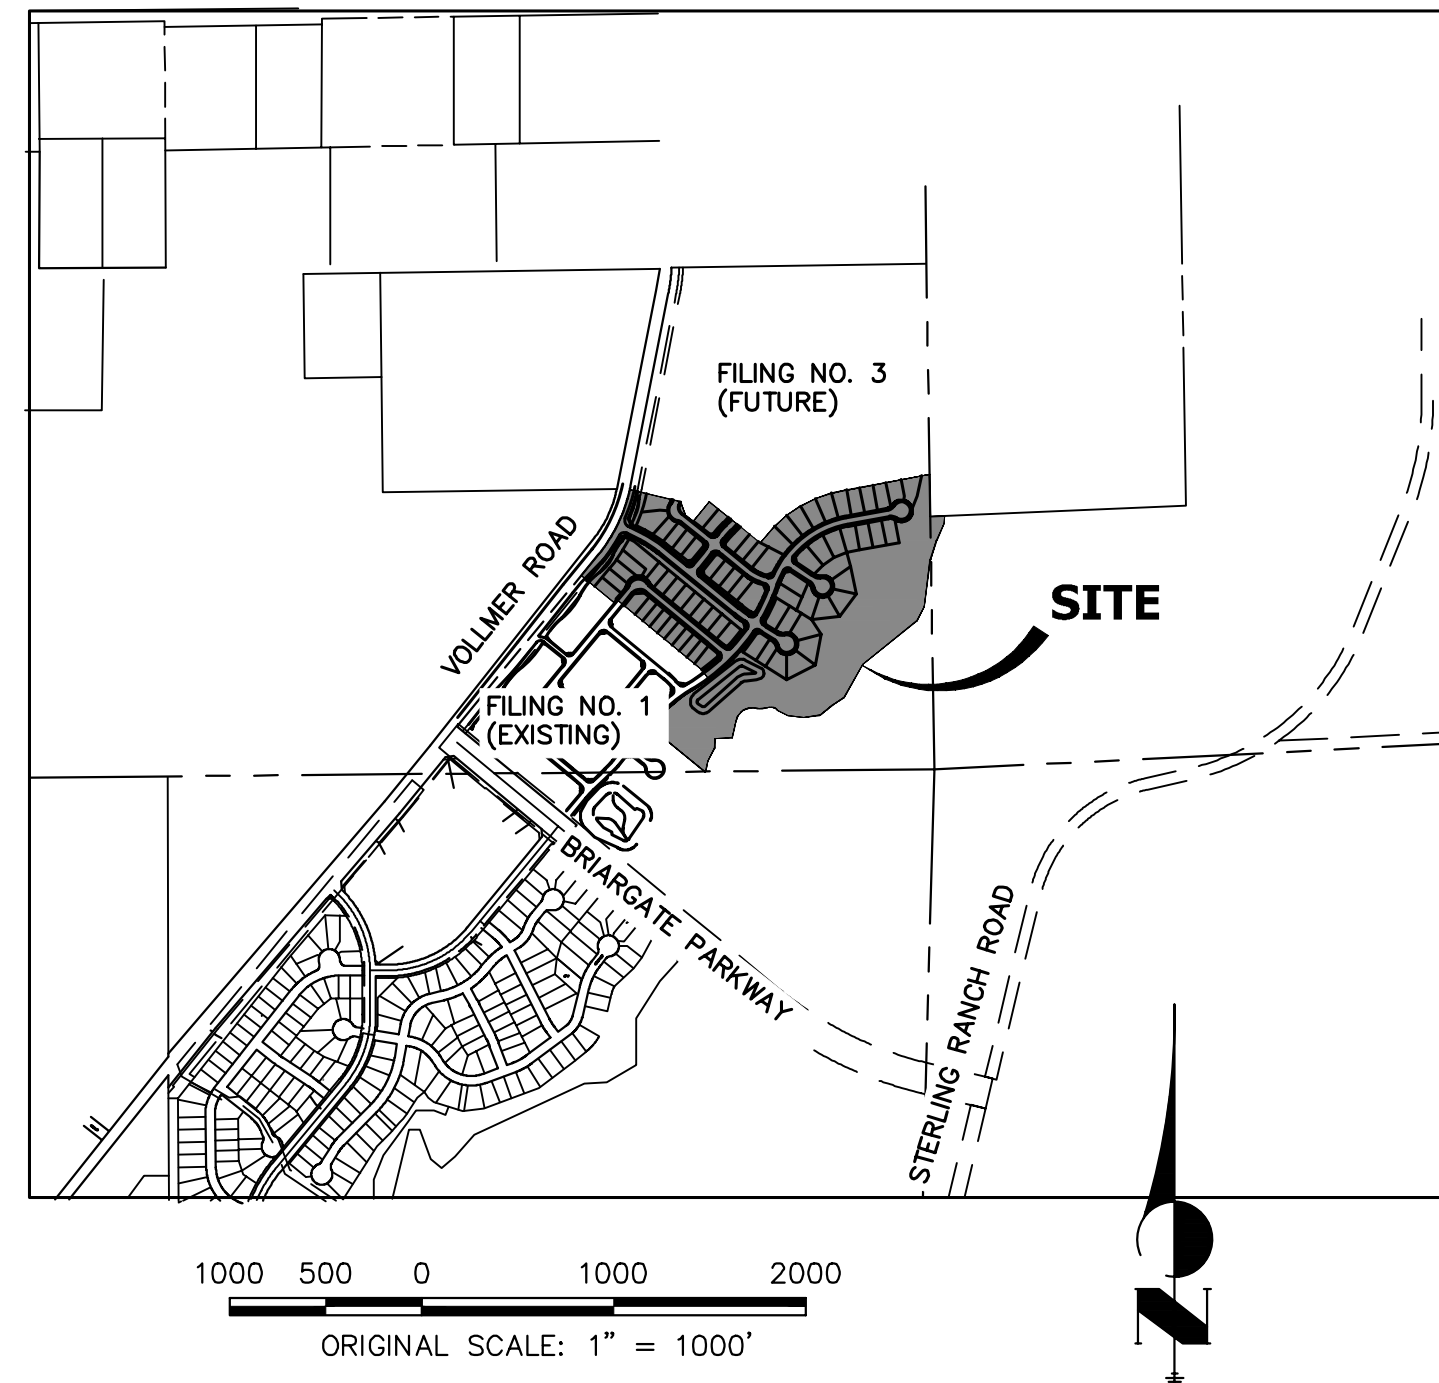 FILING NO. 3
(FUTURE)
VOLLMER ROAD
SITE
FILING NO. 1
(EXISTING)
BRIARGATE PARKWAY
STERLING RANCH ROAD
1000 500 0 1000 2000
ORIGINAL SCALE: 1" = 1000'
N